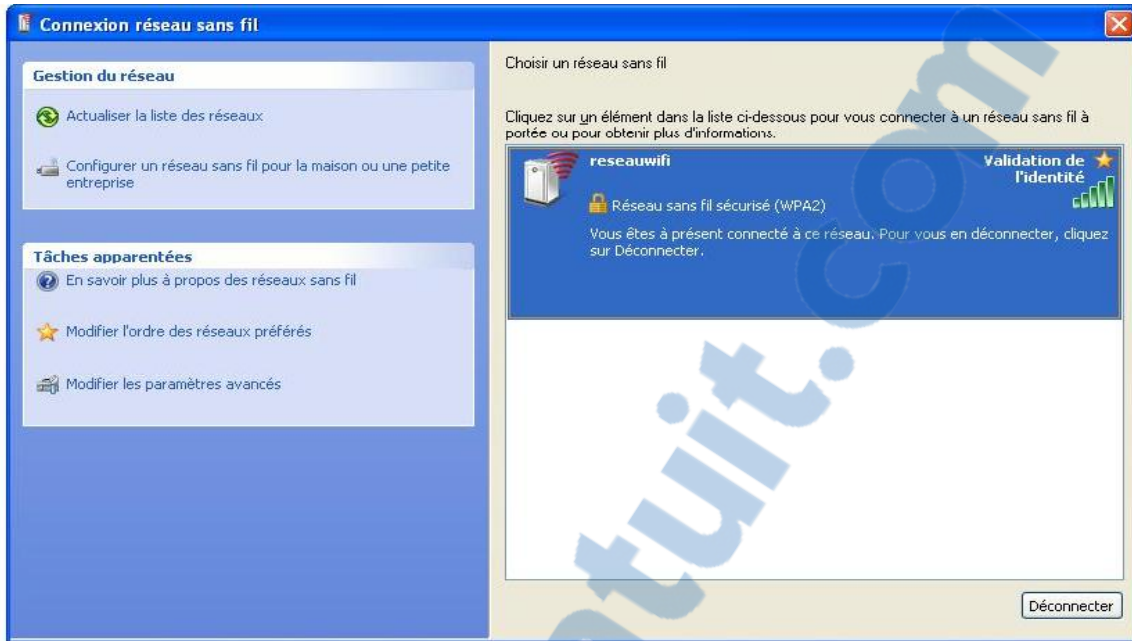 Connexion réseau sans fil
Gestion du réseau
Actualiser la liste des réseaux
Configurer un réseau sans fil pour la maison ou une petite
entreprise
Tâches apparentées
En savoir plus à propos des réseaux sans fil
Modifier l'ordre des réseaux préférés
Modifier les paramètres avancés
Choisir un réseau sans fil
Cliquez sur un élément dans la liste ci-dessous pour vous connecter à un réseau sans fil à
portée ou pour obtenir plus d'informations.
reseauwifi
Validation de
l'identité
Réseau sans fil sécurisé (WPA2)
Vous êtes à présent connecté à ce réseau. Pour vous en déconnecter, cliquez
sur Déconnecter.
Déconnecter
tuit.com